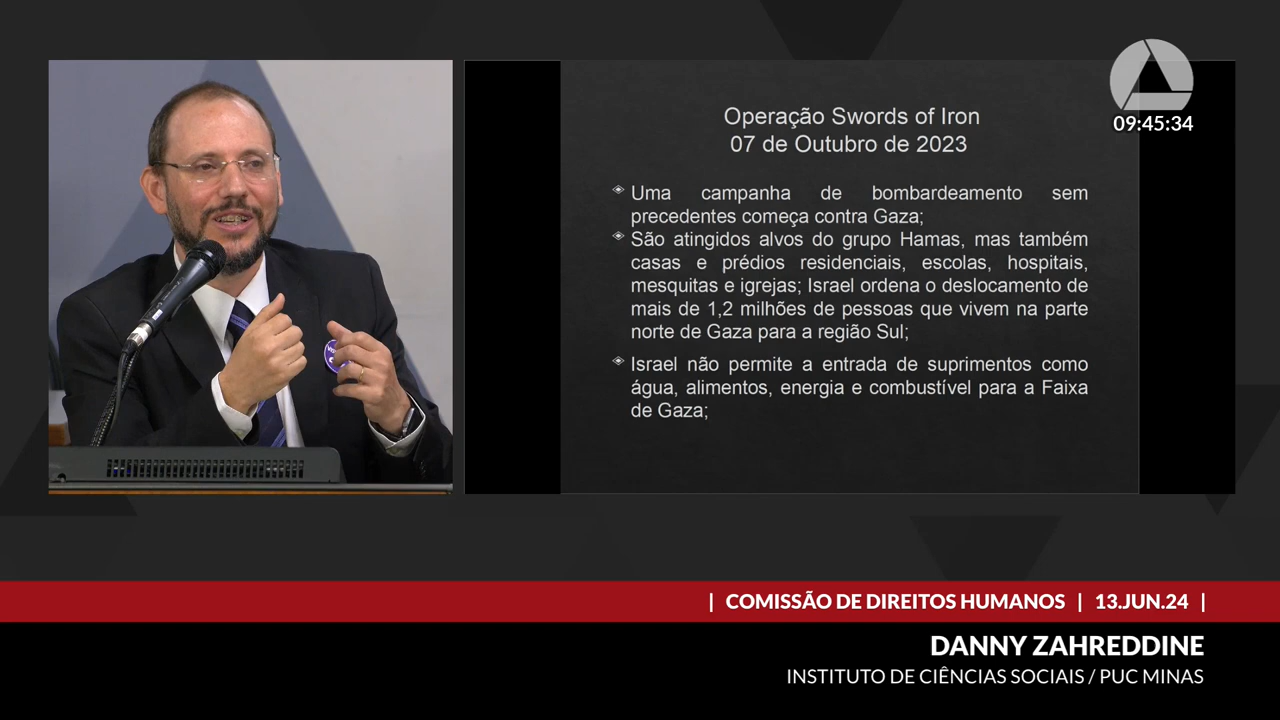 09:45:34
Operação Swords of Iron
07 de Outubro de 2023
Uma campanha de bombardeamento sem
precedentes começa contra Gaza;
São atingidos alvos do grupo Hamas, mas também
casas e prédios residenciais, escolas, hospitais,
mesquitas e igrejas; Israel ordena o deslocamento de
mais de 1,2 milhões de pessoas que vivem na parte
norte de Gaza para a região Sul;
Israel não permite a entrada de suprimentos como
água, alimentos, energia e combustível para a Faixa
de Gaza;
| COMISSÃO DE DIREITOS HUMANOS | 13.JUN.24 |
DANNY ZAHREDDINE
INSTITUTO DE CIÊNCIAS SOCIAIS / PUC MINAS